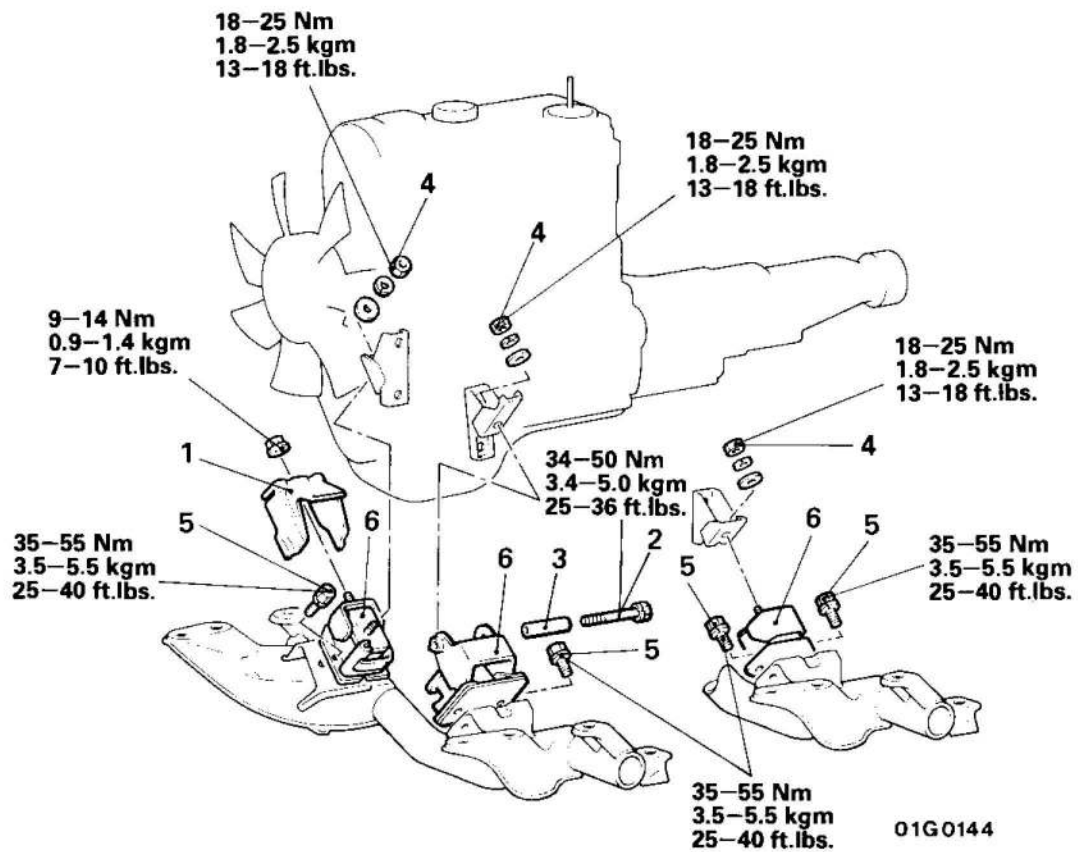 18–25 Nm
1.8–2.5 kgm
13–18 ft.lbs.
4
18–25 Nm
1.8–2.5 kgm
13–18 ft.lbs.
4
9–14 Nm
0.9–1.4 kgm
7–10 ft.lbs.
18–25 Nm
1.8–2.5 kgm
13–18 ft.lbs.
4
1
34–50 Nm
3.4–5.0 kgm
25–36 ft.lbs.
5
6
35–55 Nm
3.5–5.5 kgm
25–40 ft.lbs.
6
3
2
5
5
6
5
35–55 Nm
3.5–5.5 kgm
25–40 ft.lbs.
35–55 Nm
3.5–5.5 kgm
25–40 ft.lbs.
01G0144